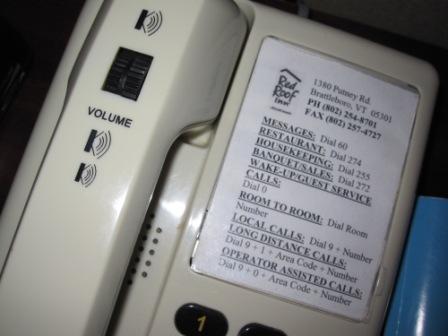 VOLUME
Red
Roof
Inn
1380 Putney Rd.
Brattleboro, VT 05301
PH (802) 254-8701
FAX (802) 257-4727
MESSAGES: Dial 60
RESTAURANT: Dial 274
HOUSEKEEPING: Dial 255
BANQUET/SALES: Dial 272
WAKE-UP/GUEST SERVICE
CALLS:
Dial 0
ROOM TO ROOM: Dial Room
Number
LOCAL CALLS: Dial 9 + Number
LONG DISTANCE CALLS:
Dial 9 + 1 + Area Code + Number
OPERATOR ASSISTED CALLS:
Dial 9 + 0 + Area Code + Number
1